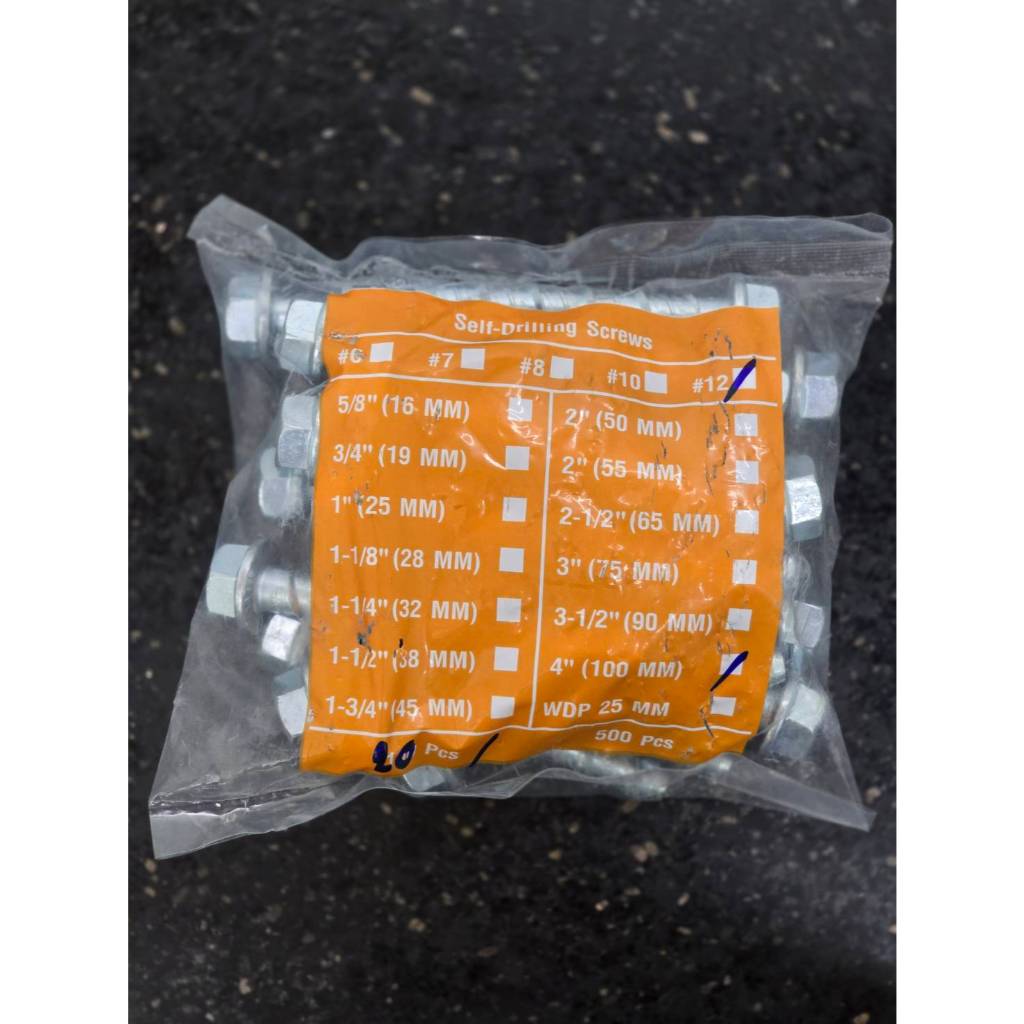 Self-Drilling Screws
#6 #7 #8 #10 #12
5/8" (16 MM)
3/4" (19 MM)
1" (25 MM)
1-1/8" (28 MM)
1-1/4" (32 MM)
1-1/2" (38 MM)
1-3/4" (45 MM)
2" (50 MM)
2" (55 MM)
2-1/2" (65 MM)
3" (75 MM)
3-1/2" (90 MM)
4" (100 MM)
WDP 25 MM
20 Pcs
500 Pcs